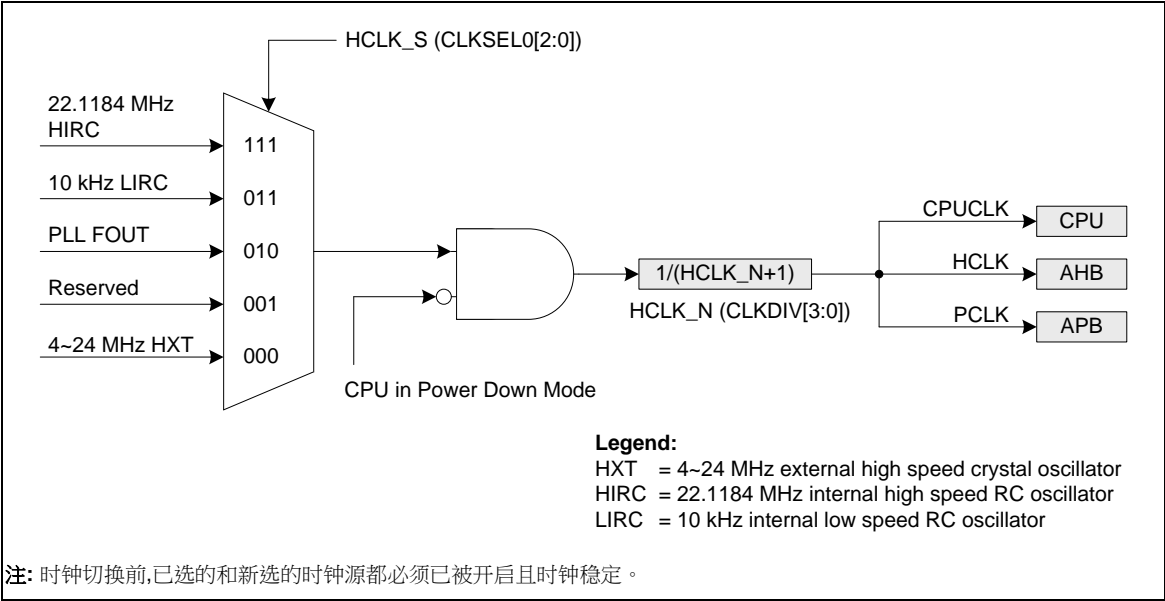 HCLK_S (CLKSEL0[2:0])
22.1184 MHz
HIRC
111
10 kHz LIRC
011
PLL FOUT
010
Reserved
001
4~24 MHz HXT
000
CPU in Power Down Mode
1/(HCLK_N+1)
HCLK_N (CLKDIV[3:0])
CPUCLK
CPU
HCLK
AHB
PCLK
APB
Legend:
HXT = 4~24 MHz external high speed crystal oscillator
HIRC = 22.1184 MHz internal high speed RC oscillator
LIRC = 10 kHz internal low speed RC oscillator
注: 时钟切换前,已选的和新选的时钟源都必须已被开启且时钟稳定。